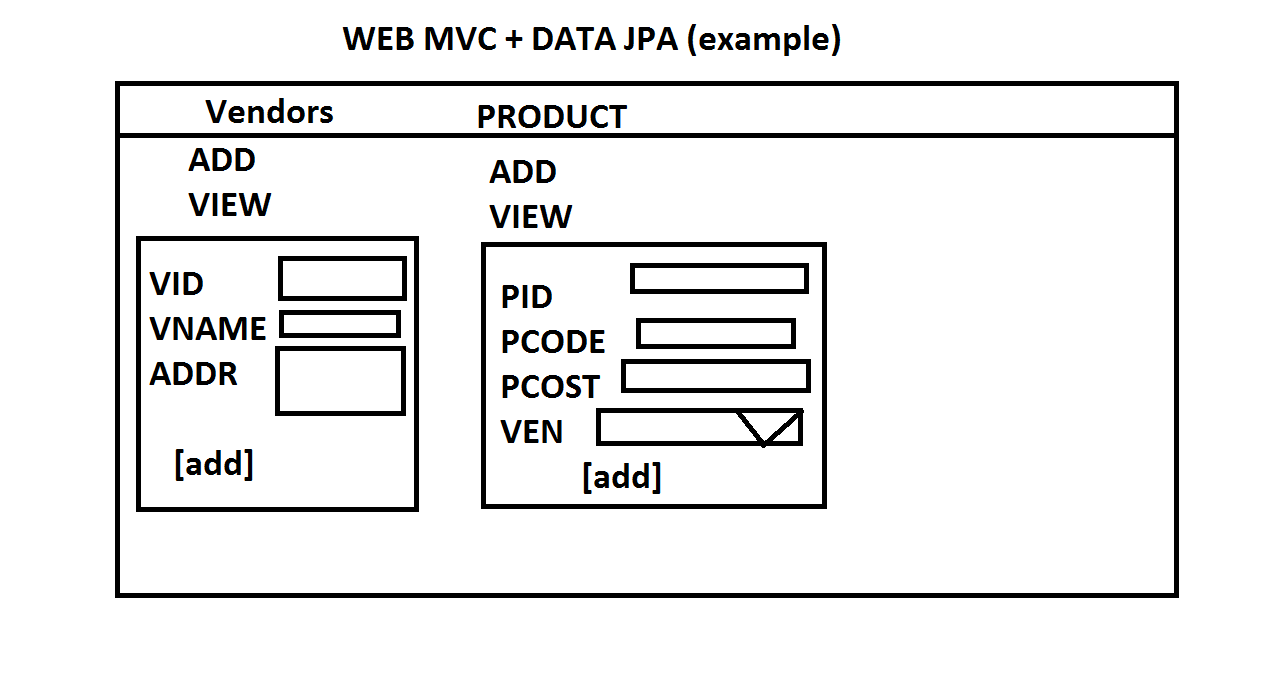 WEB MVC + DATA JPA (example)
Vendors
PRODUCT
ADD
VIEW
ADD
VIEW
VID
VNAME
ADDR
[add]
PID
PCODE
PCOST
VEN
[add]